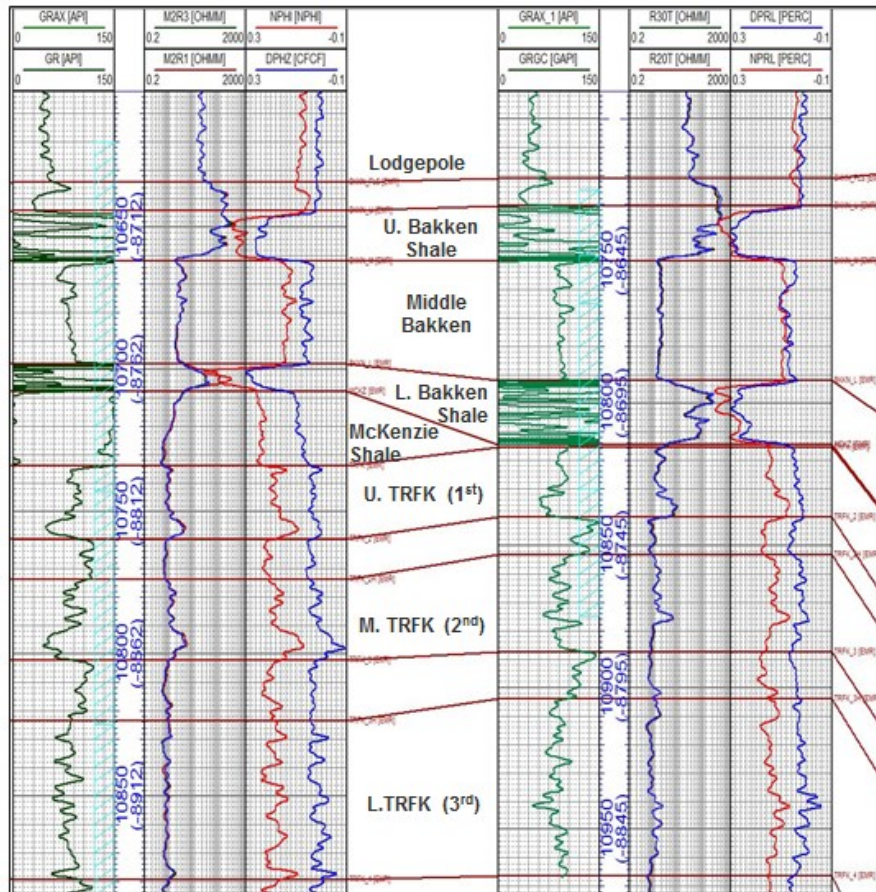 GRAX [API]
0 150
M2R3 [OHMM]
0.2 2000
NPHI [NPHI]
0.3 -0.1
GRAX_1 [API]
0 150
R30T [OHMM]
0.2 2000
DPRL [PERC]
0.3 -0.1
GR [API]
0 150
M2R1 [OHMM]
0.2 2000
DPHZ [CFCF]
0.3 -0.1
GRGC [GAPI]
0 150
R20T [OHMM]
0.2 2000
NPRL [PERC]
0.3 -0.1
Lodgepole
U. Bakken
Shale
Middle
Bakken
L. Bakken
Shale
McKenzie
Shale
U. TRFK (1st)
M. TRFK (2nd)
L.TRFK (3rd)
10650
(-8712)
10700
(-8762)
10750
(-8812)
10800
(-8862)
10850
(-8912)
10750
(-8645)
10800
(-8695)
10850
(-8745)
10900
(-8795)
10950
(-8845)